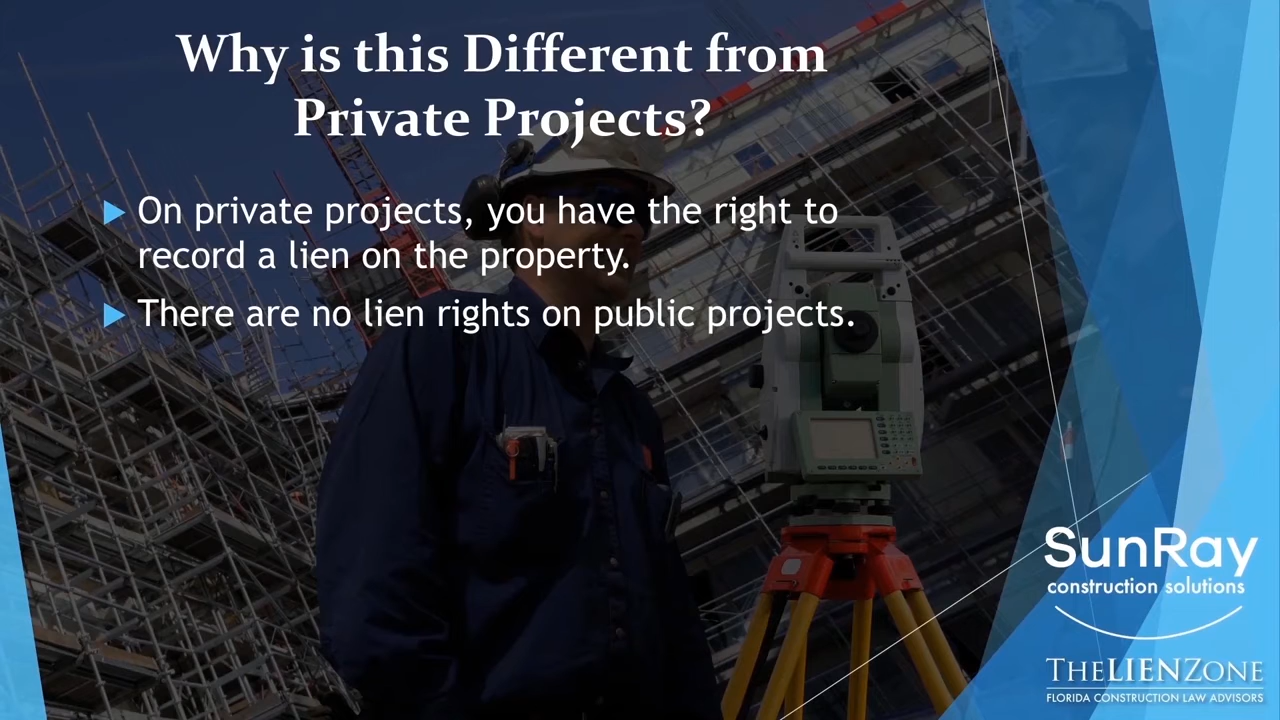 Why is this Different from
Private Projects?
On private projects, you have the right to
record a lien on the property.
There are no lien rights on public projects.
SunRay
construction solutions
THELIENZONE
FLORIDA CONSTRUCTION LAW ADVISORS